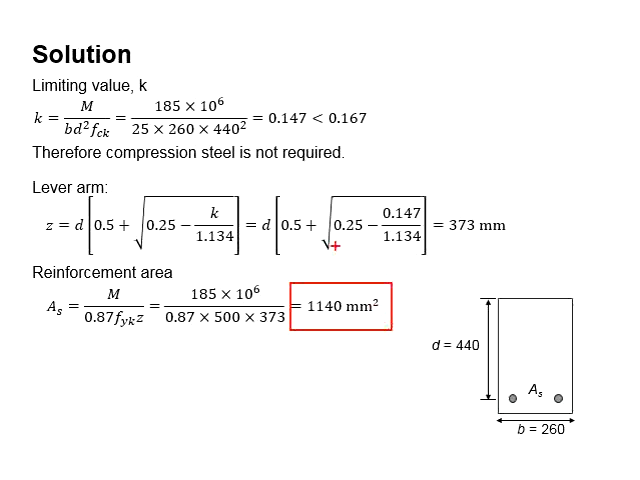 Solution
Limiting value, k
k = M / bd²f_ck = 185 × 10⁶ / 25 × 260 × 440² = 0.147 < 0.167
Therefore compression steel is not required.
Lever arm:
z = d [0.5 + √(0.25 − k / 1.134)] = d [0.5 + √(0.25 − 0.147 / 1.134)] = 373 mm
Reinforcement area
A_s = M / 0.87f_yk z = 185 × 10⁶ / 0.87 × 500 × 373 = 1140 mm²
d = 440
A_s
b = 260